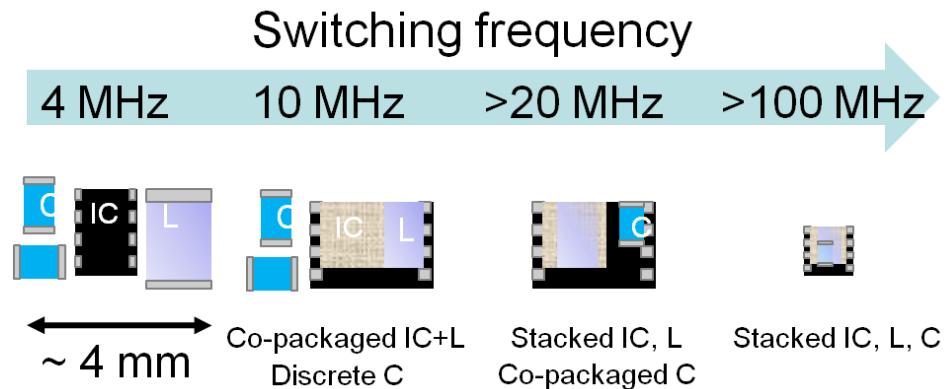 Switching frequency
4 MHz 10 MHz >20 MHz >100 MHz
C IC L C IC L C
~ 4 mm
Co-packaged IC+L
Discrete C
Stacked IC, L
Co-packaged C
Stacked IC, L, C